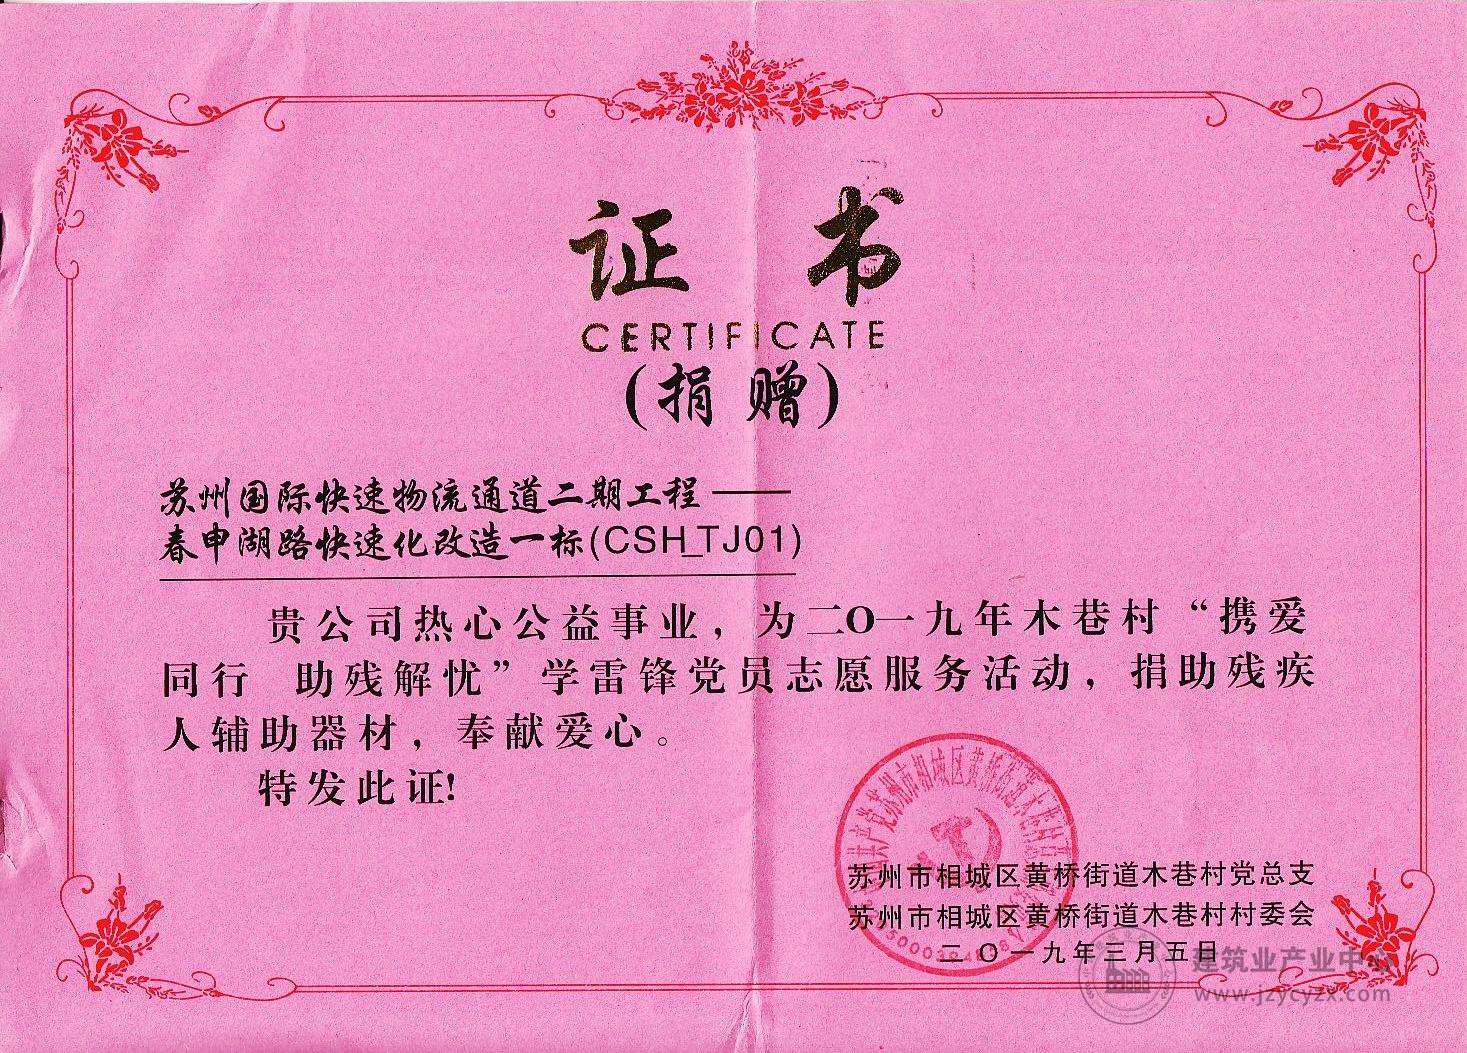 证书
CERTIFICATE
(捐赠)
苏州国际快速物流通道二期工程——
春申湖路快速化改造一标(CSH_TJ01)
贵公司热心公益事业，为二O一九年木巷村“携爱
同行 助残解忧”学雷锋党员志愿服务活动，捐助残疾
人辅助器材，奉献爱心。
特发此证!
苏州市相城区黄桥街道木巷村党总支
苏州市相城区黄桥街道木巷村村委会
二O一九年三月五日
建筑业产业中心
www.jzycyzx.com